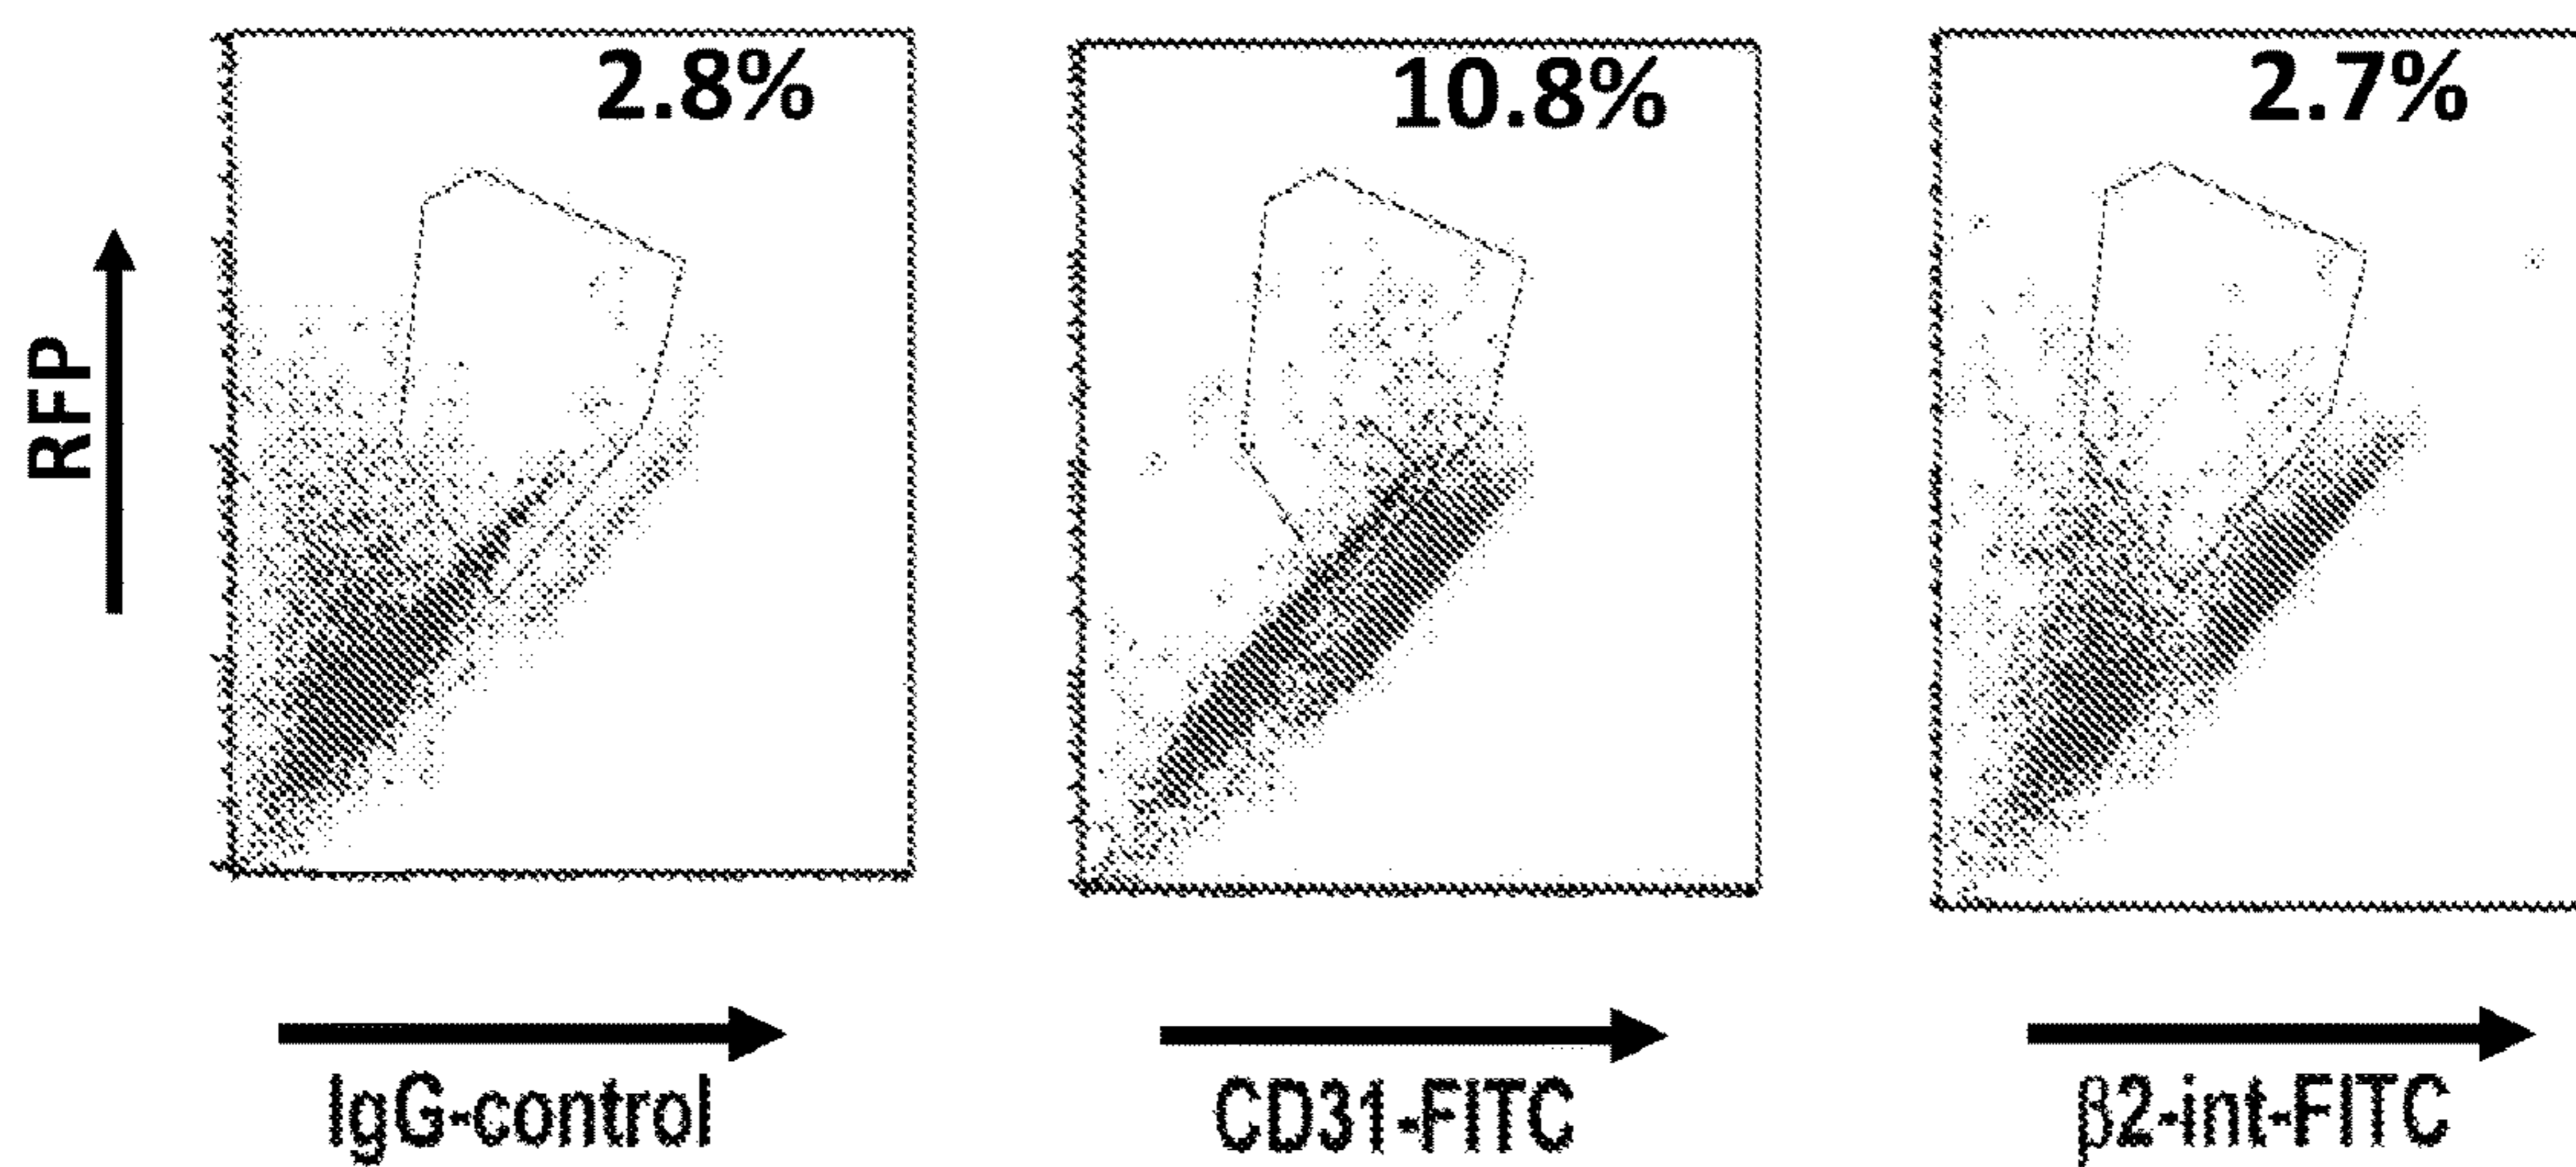 2.8%
10.8%
2.7%
RFP
IgG-control
CD31-FITC
β2-int-FITC